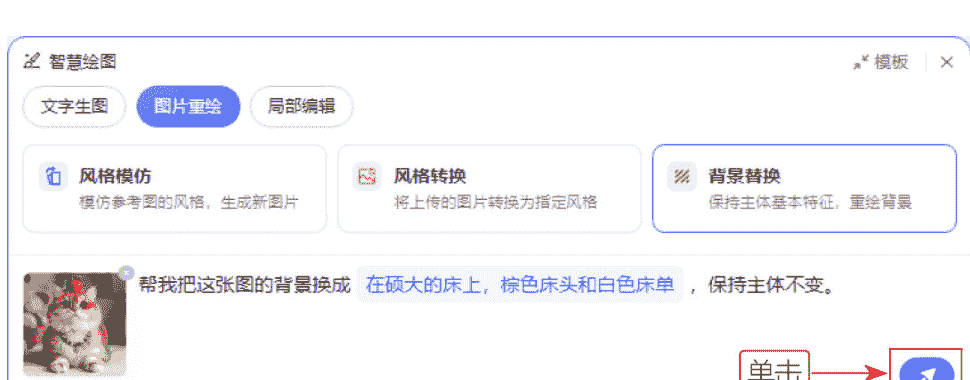 智慧绘图
模板
文字生图 图片重绘 局部编辑
风格模仿
模仿参考图的风格，生成新图片
风格转换
将上传的图片转换为指定风格
背景替换
保持主体基本特征，重绘背景
帮我把这张图的背景换成 在硕大的床上，棕色床头和白色床单 ，保持主体不变。
单击